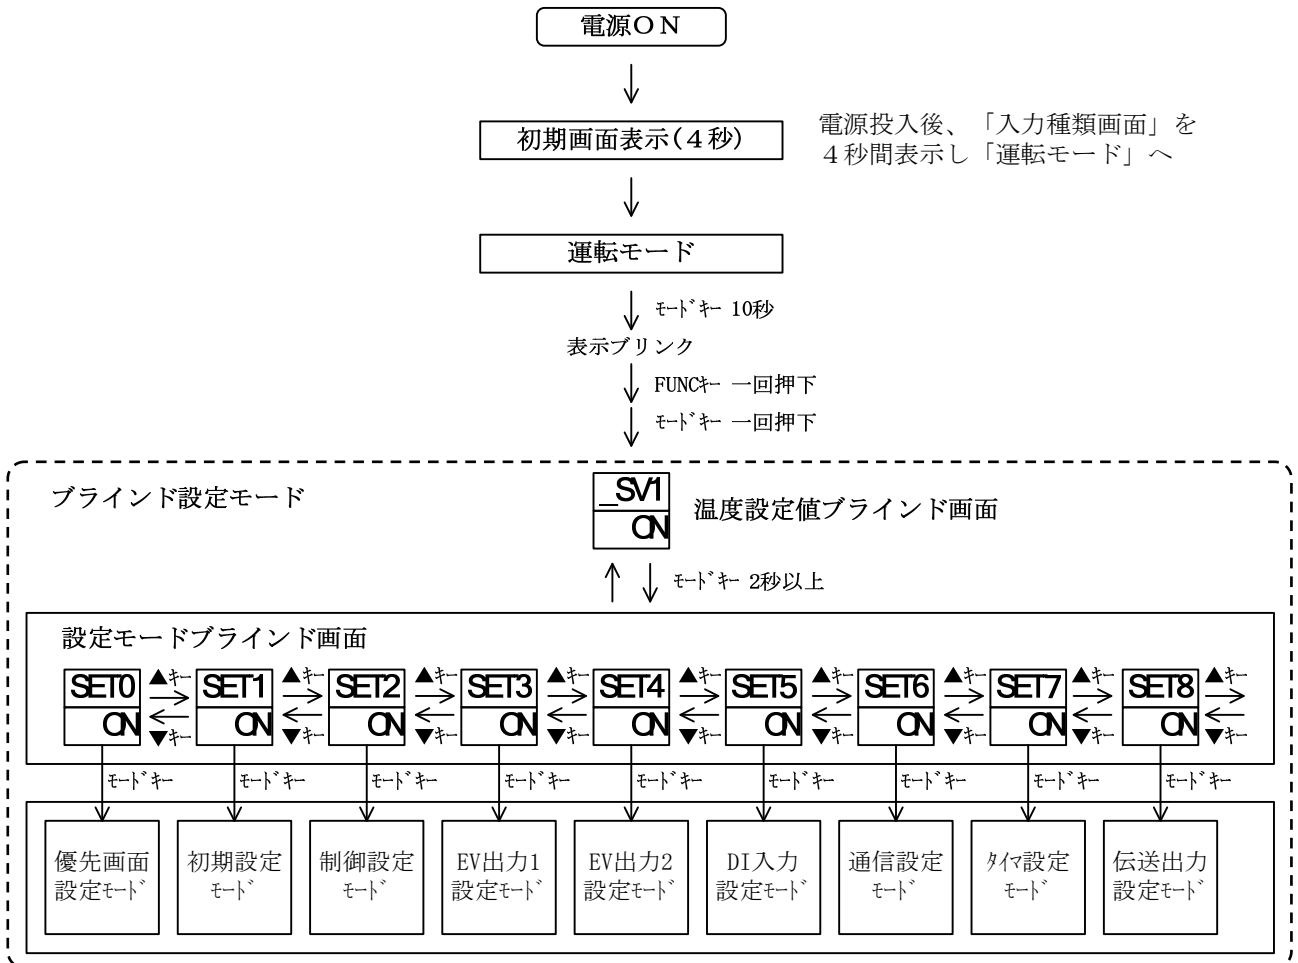 電源ON
初期画面表示(4秒)
電源投入後、「入力種類画面」を
4秒間表示し「運転モード」へ
運転モード
ﾓｰﾄﾞｷｰ 10秒
表示ブリンク
FUNCｷｰ 一回押下
ﾓｰﾄﾞｷｰ 一回押下
ブラインド設定モード
_SV1
ON
温度設定値ブラインド画面
ﾓｰﾄﾞｷｰ 2秒以上
設定モードブラインド画面
SET0 ▲ｷｰ SET1 ▲ｷｰ SET2 ▲ｷｰ SET3 ▲ｷｰ SET4 ▲ｷｰ SET5 ▲ｷｰ SET6 ▲ｷｰ SET7 ▲ｷｰ SET8 ▲ｷｰ
ON ▼ｷｰ ON ▼ｷｰ ON ▼ｷｰ ON ▼ｷｰ ON ▼ｷｰ ON ▼ｷｰ ON ▼ｷｰ ON ▼ｷｰ ON ▼ｷｰ
ﾓｰﾄﾞｷｰ ﾓｰﾄﾞｷｰ ﾓｰﾄﾞｷｰ ﾓｰﾄﾞｷｰ ﾓｰﾄﾞｷｰ ﾓｰﾄﾞｷｰ ﾓｰﾄﾞｷｰ ﾓｰﾄﾞｷｰ ﾓｰﾄﾞｷｰ
優先画面
設定ﾓｰﾄﾞ
初期設定
ﾓｰﾄﾞ
制御設定
ﾓｰﾄﾞ
EV出力1
設定ﾓｰﾄﾞ
EV出力2
設定ﾓｰﾄﾞ
DI入力
設定ﾓｰﾄﾞ
通信設定
ﾓｰﾄﾞ
ﾀｲﾏ設定
ﾓｰﾄﾞ
伝送出力
設定ﾓｰﾄﾞ